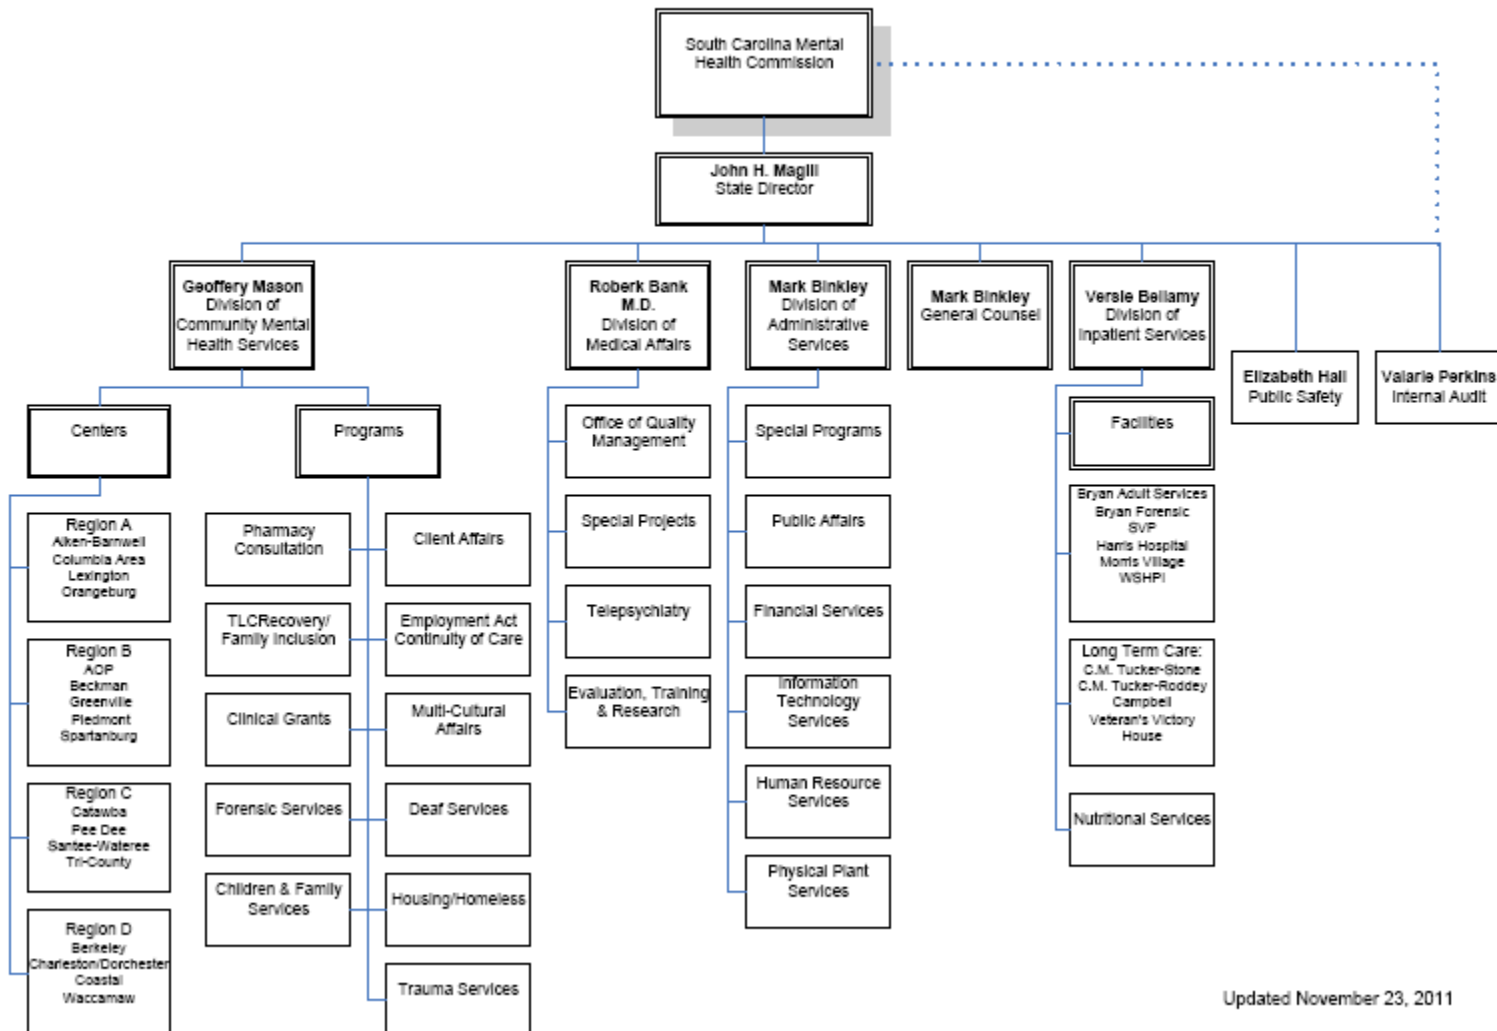 South Carolina Mental
Health Commission
John H. Magill
State Director
Geoffery Mason
Division of
Community Mental
Health Services
Roberk Bank
M.D.
Division of
Medical Affairs
Mark Binkley
Division of
Administrative
Services
Mark Binkley
General Counsel
Versie Bellamy
Division of
Inpatient Services
Elizabeth Hall
Public Safety
Valarie Perkins
Internal Audit
Centers
Programs
Region A
Aiken-Barnwell
Columbia Area
Lexington
Orangeburg
Region B
AOP
Beckman
Greenville
Piedmont
Spartanburg
Region C
Catawba
Pee Dee
Santee-Wateree
Tri-County
Region D
Berkeley
Charleston/Dorchester
Coastal
Waccamaw
Pharmacy
Consultation
Client Affairs
TLCRecovery/
Family Inclusion
Employment Act
Continuity of Care
Clinical Grants
Multi-Cultural
Affairs
Forensic Services
Deaf Services
Children & Family
Services
Housing/Homeless
Trauma Services
Office of Quality
Management
Special Projects
Telepsychiatry
Evaluation, Training
& Research
Special Programs
Public Affairs
Financial Services
Information
Technology
Services
Human Resource
Services
Physical Plant
Services
Facilities
Bryan Adult Services
Bryan Forensic
SVP
Harris Hospital
Morris Village
WSHPI
Long Term Care:
C.M. Tucker-Stone
C.M. Tucker-Roddey
Campbell
Veteran's Victory
House
Nutritional Services
Updated November 23, 2011